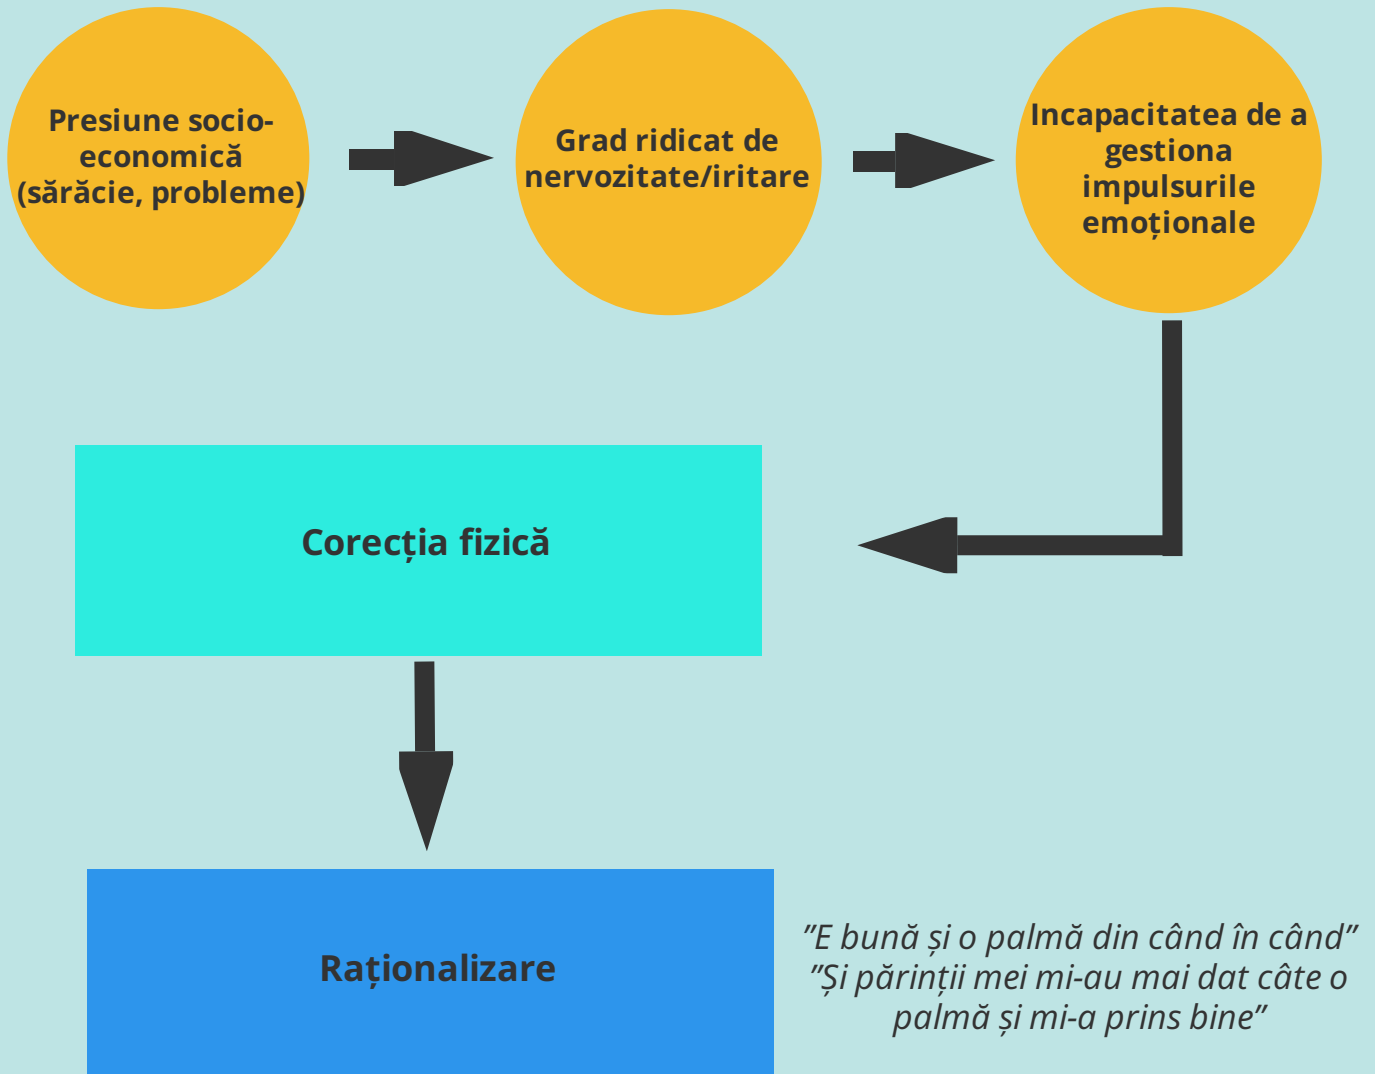 Presiune socio-
economică
(sărăcie, probleme)
Grad ridicat de
nervozitate/iritare
Incapacitatea de a
gestiona
impulsurile
emoționale
Corecția fizică
Raționalizare
”E bună și o palmă din când în când”
”Și părinții mei mi-au mai dat câte o
palmă și mi-a prins bine”